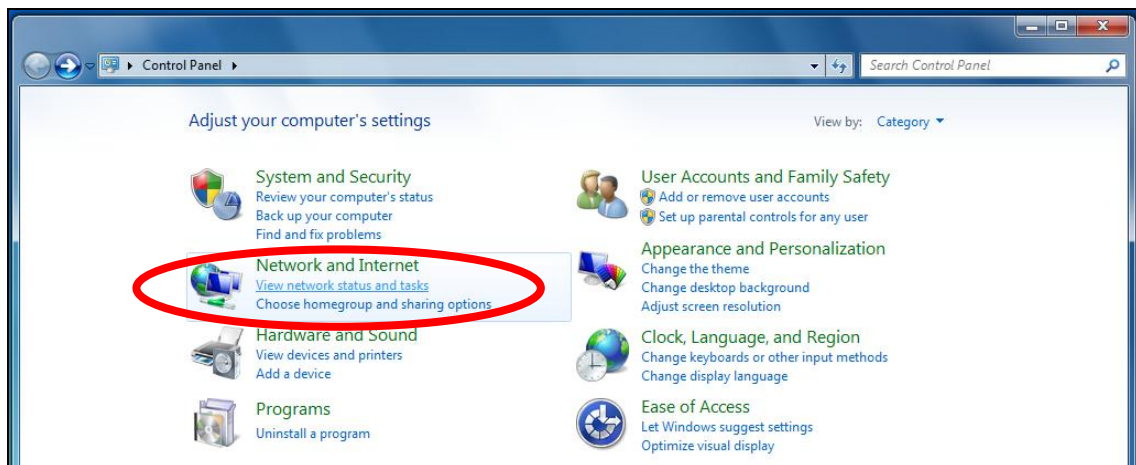 Control Panel
Search Control Panel
Adjust your computer's settings
View by: Category
System and Security
Review your computer's status
Back up your computer
Find and fix problems
Network and Internet
View network status and tasks
Choose homegroup and sharing options
Hardware and Sound
View devices and printers
Add a device
Programs
Uninstall a program
User Accounts and Family Safety
Add or remove user accounts
Set up parental controls for any user
Appearance and Personalization
Change the theme
Change desktop background
Adjust screen resolution
Clock, Language, and Region
Change keyboards or other input methods
Change display language
Ease of Access
Let Windows suggest settings
Optimize visual display